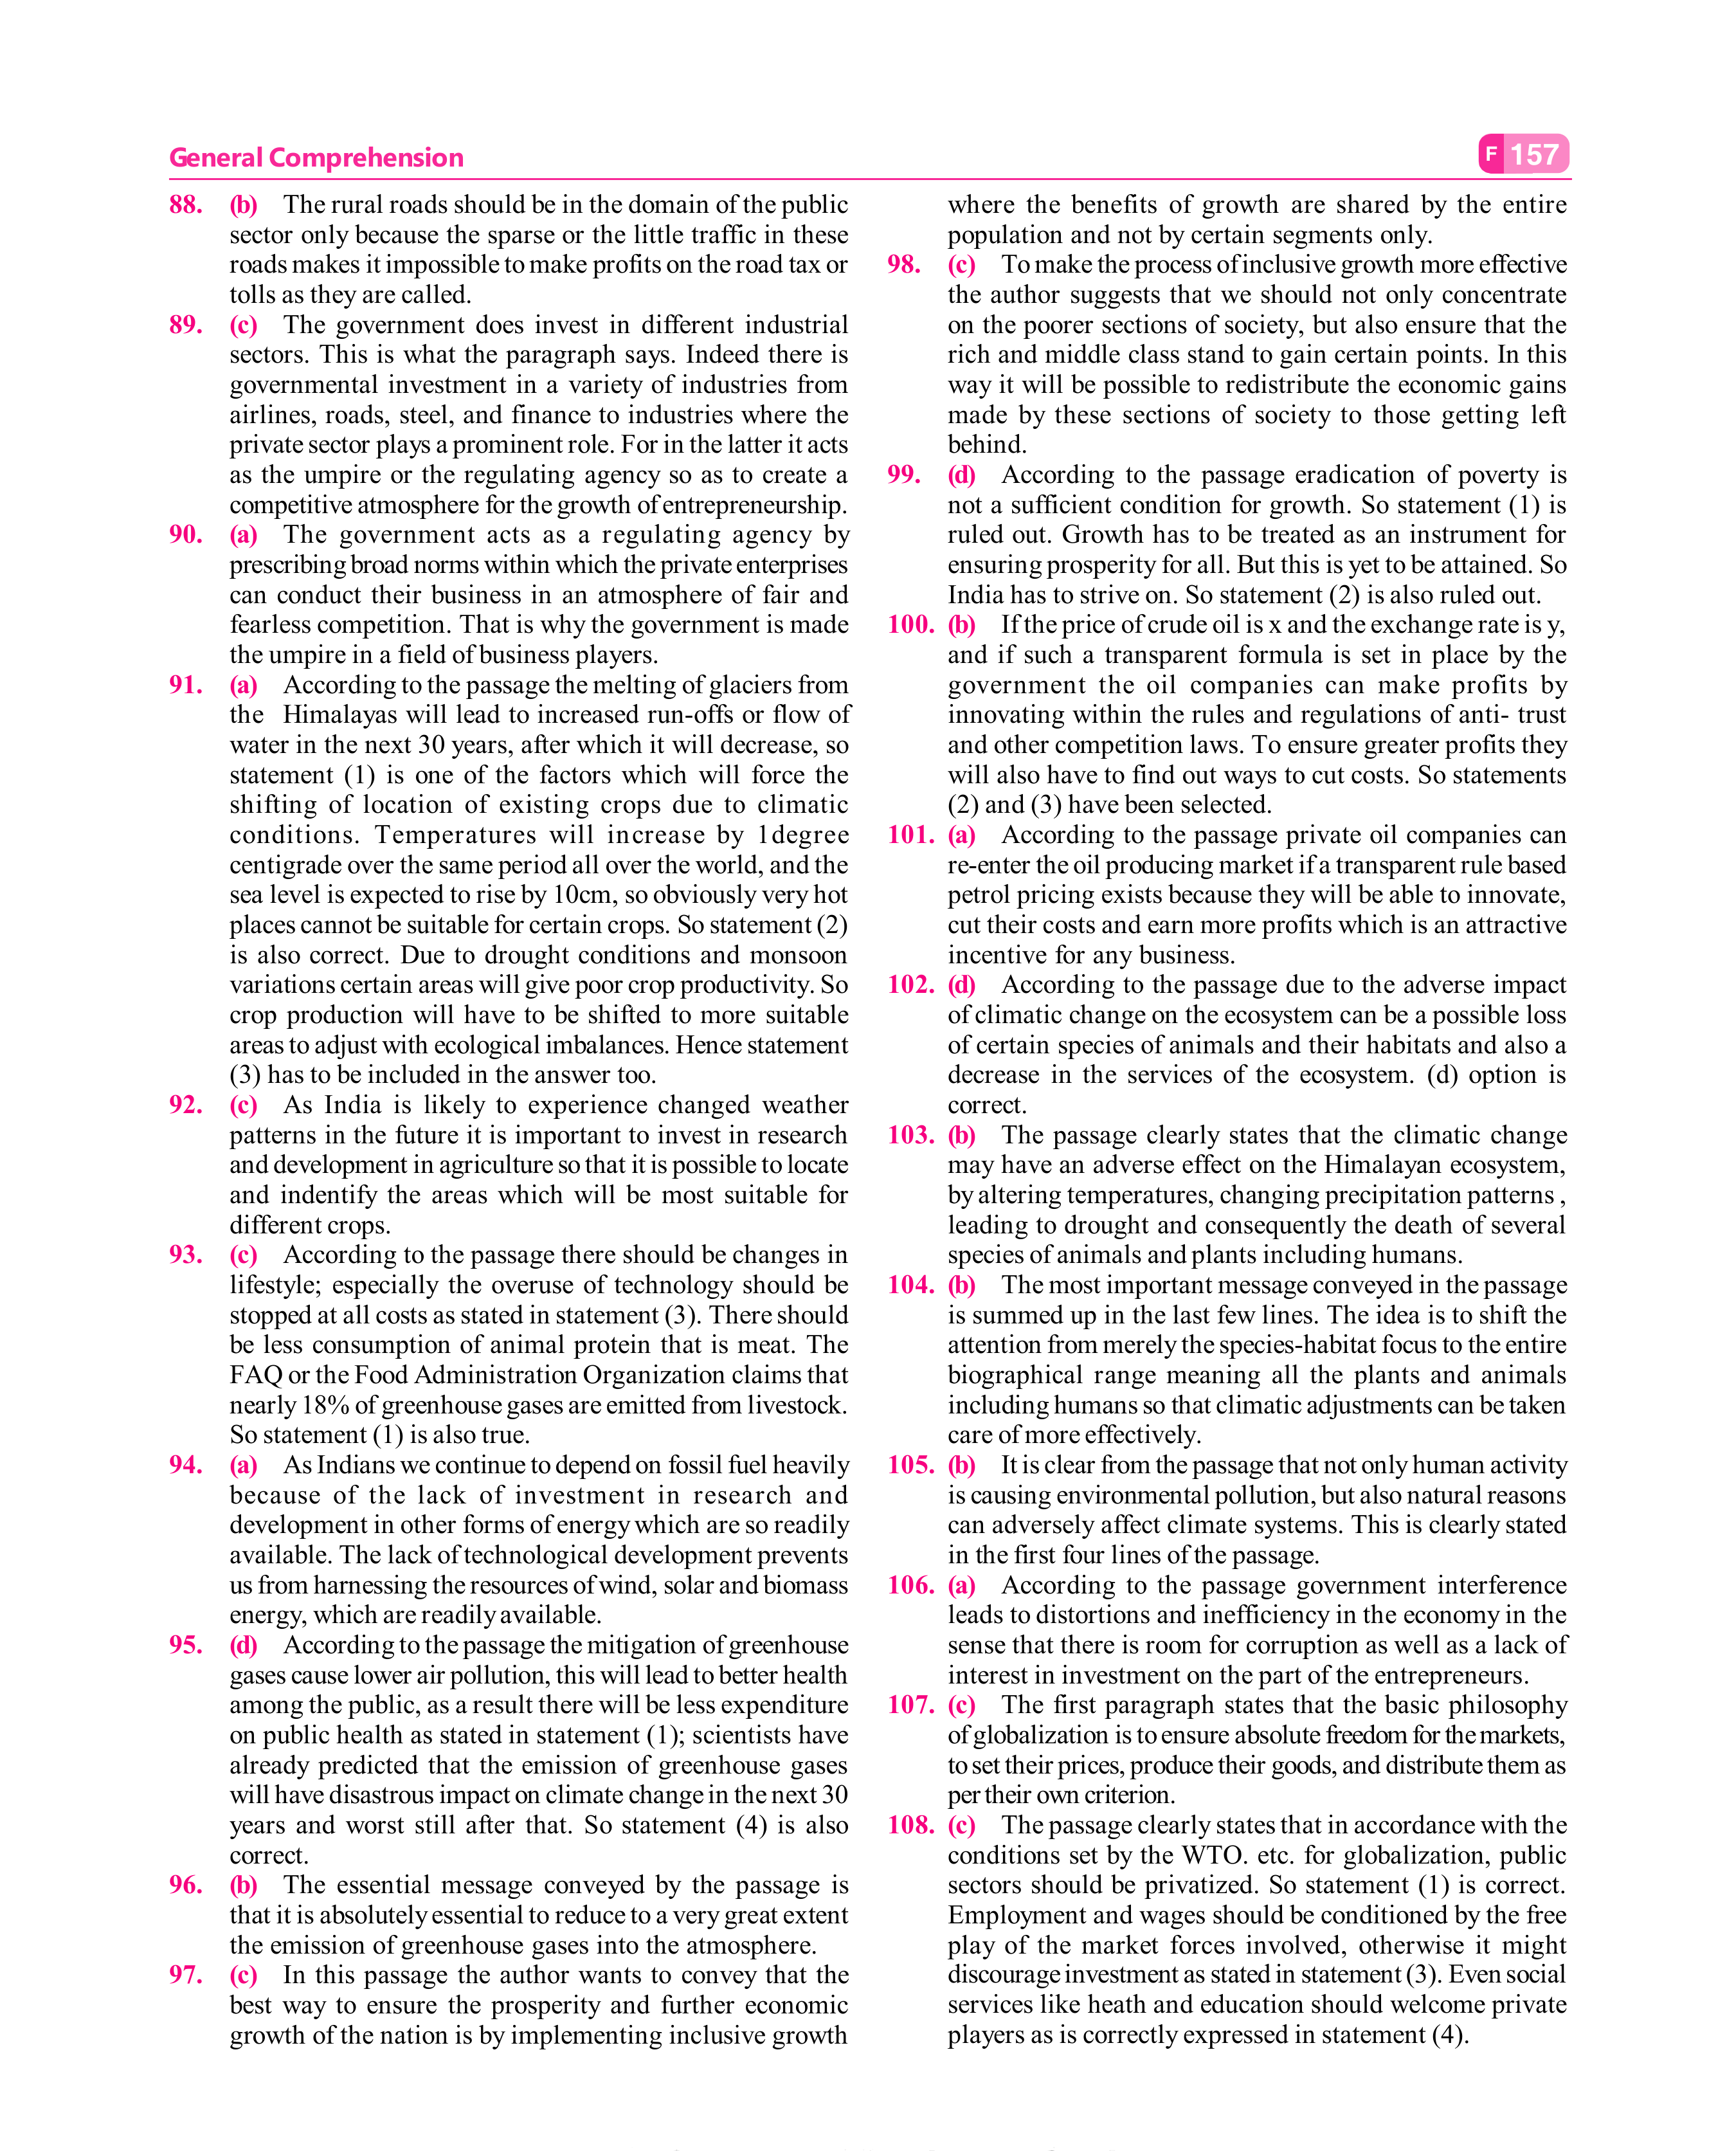 General Comprehension
F 157
88. (b) The rural roads should be in the domain of the public
sector only because the sparse or the little traffic in these
roads makes it impossible to make profits on the road tax or
tolls as they are called.
89. (c) The government does invest in different industrial
sectors. This is what the paragraph says. Indeed there is
governmental investment in a variety of industries from
airlines, roads, steel, and finance to industries where the
private sector plays a prominent role. For in the latter it acts
as the umpire or the regulating agency so as to create a
competitive atmosphere for the growth of entrepreneurship.
90. (a) The government acts as a regulating agency by
prescribing broad norms within which the private enterprises
can conduct their business in an atmosphere of fair and
fearless competition. That is why the government is made
the umpire in a field of business players.
91. (a) According to the passage the melting of glaciers from
the Himalayas will lead to increased run-offs or flow of
water in the next 30 years, after which it will decrease, so
statement (1) is one of the factors which will force the
shifting of location of existing crops due to climatic
conditions. Temperatures will increase by 1degree
centigrade over the same period all over the world, and the
sea level is expected to rise by 10cm, so obviously very hot
places cannot be suitable for certain crops. So statement (2)
is also correct. Due to drought conditions and monsoon
variations certain areas will give poor crop productivity. So
crop production will have to be shifted to more suitable
areas to adjust with ecological imbalances. Hence statement
(3) has to be included in the answer too.
92. (c) As India is likely to experience changed weather
patterns in the future it is important to invest in research
and development in agriculture so that it is possible to locate
and indentify the areas which will be most suitable for
different crops.
93. (c) According to the passage there should be changes in
lifestyle; especially the overuse of technology should be
stopped at all costs as stated in statement (3). There should
be less consumption of animal protein that is meat. The
FAQ or the Food Administration Organization claims that
nearly 18% of greenhouse gases are emitted from livestock.
So statement (1) is also true.
94. (a) As Indians we continue to depend on fossil fuel heavily
because of the lack of investment in research and
development in other forms of energy which are so readily
available. The lack of technological development prevents
us from harnessing the resources of wind, solar and biomass
energy, which are readily available.
95. (d) According to the passage the mitigation of greenhouse
gases cause lower air pollution, this will lead to better health
among the public, as a result there will be less expenditure
on public health as stated in statement (1); scientists have
already predicted that the emission of greenhouse gases
will have disastrous impact on climate change in the next 30
years and worst still after that. So statement (4) is also
correct.
96. (b) The essential message conveyed by the passage is
that it is absolutely essential to reduce to a very great extent
the emission of greenhouse gases into the atmosphere.
97. (c) In this passage the author wants to convey that the
best way to ensure the prosperity and further economic
growth of the nation is by implementing inclusive growth
where the benefits of growth are shared by the entire
population and not by certain segments only.
98. (c) To make the process of inclusive growth more effective
the author suggests that we should not only concentrate
on the poorer sections of society, but also ensure that the
rich and middle class stand to gain certain points. In this
way it will be possible to redistribute the economic gains
made by these sections of society to those getting left
behind.
99. (d) According to the passage eradication of poverty is
not a sufficient condition for growth. So statement (1) is
ruled out. Growth has to be treated as an instrument for
ensuring prosperity for all. But this is yet to be attained. So
India has to strive on. So statement (2) is also ruled out.
100. (b) If the price of crude oil is x and the exchange rate is y,
and if such a transparent formula is set in place by the
government the oil companies can make profits by
innovating within the rules and regulations of anti- trust
and other competition laws. To ensure greater profits they
will also have to find out ways to cut costs. So statements
(2) and (3) have been selected.
101. (a) According to the passage private oil companies can
re-enter the oil producing market if a transparent rule based
petrol pricing exists because they will be able to innovate,
cut their costs and earn more profits which is an attractive
incentive for any business.
102. (d) According to the passage due to the adverse impact
of climatic change on the ecosystem can be a possible loss
of certain species of animals and their habitats and also a
decrease in the services of the ecosystem. (d) option is
correct.
103. (b) The passage clearly states that the climatic change
may have an adverse effect on the Himalayan ecosystem,
by altering temperatures, changing precipitation patterns ,
leading to drought and consequently the death of several
species of animals and plants including humans.
104. (b) The most important message conveyed in the passage
is summed up in the last few lines. The idea is to shift the
attention from merely the species-habitat focus to the entire
biographical range meaning all the plants and animals
including humans so that climatic adjustments can be taken
care of more effectively.
105. (b) It is clear from the passage that not only human activity
is causing environmental pollution, but also natural reasons
can adversely affect climate systems. This is clearly stated
in the first four lines of the passage.
106. (a) According to the passage government interference
leads to distortions and inefficiency in the economy in the
sense that there is room for corruption as well as a lack of
interest in investment on the part of the entrepreneurs.
107. (c) The first paragraph states that the basic philosophy
of globalization is to ensure absolute freedom for the markets,
to set their prices, produce their goods, and distribute them as
per their own criterion.
108. (c) The passage clearly states that in accordance with the
conditions set by the WTO. etc. for globalization, public
sectors should be privatized. So statement (1) is correct.
Employment and wages should be conditioned by the free
play of the market forces involved, otherwise it might
discourage investment as stated in statement (3). Even social
services like heath and education should welcome private
players as is correctly expressed in statement (4).